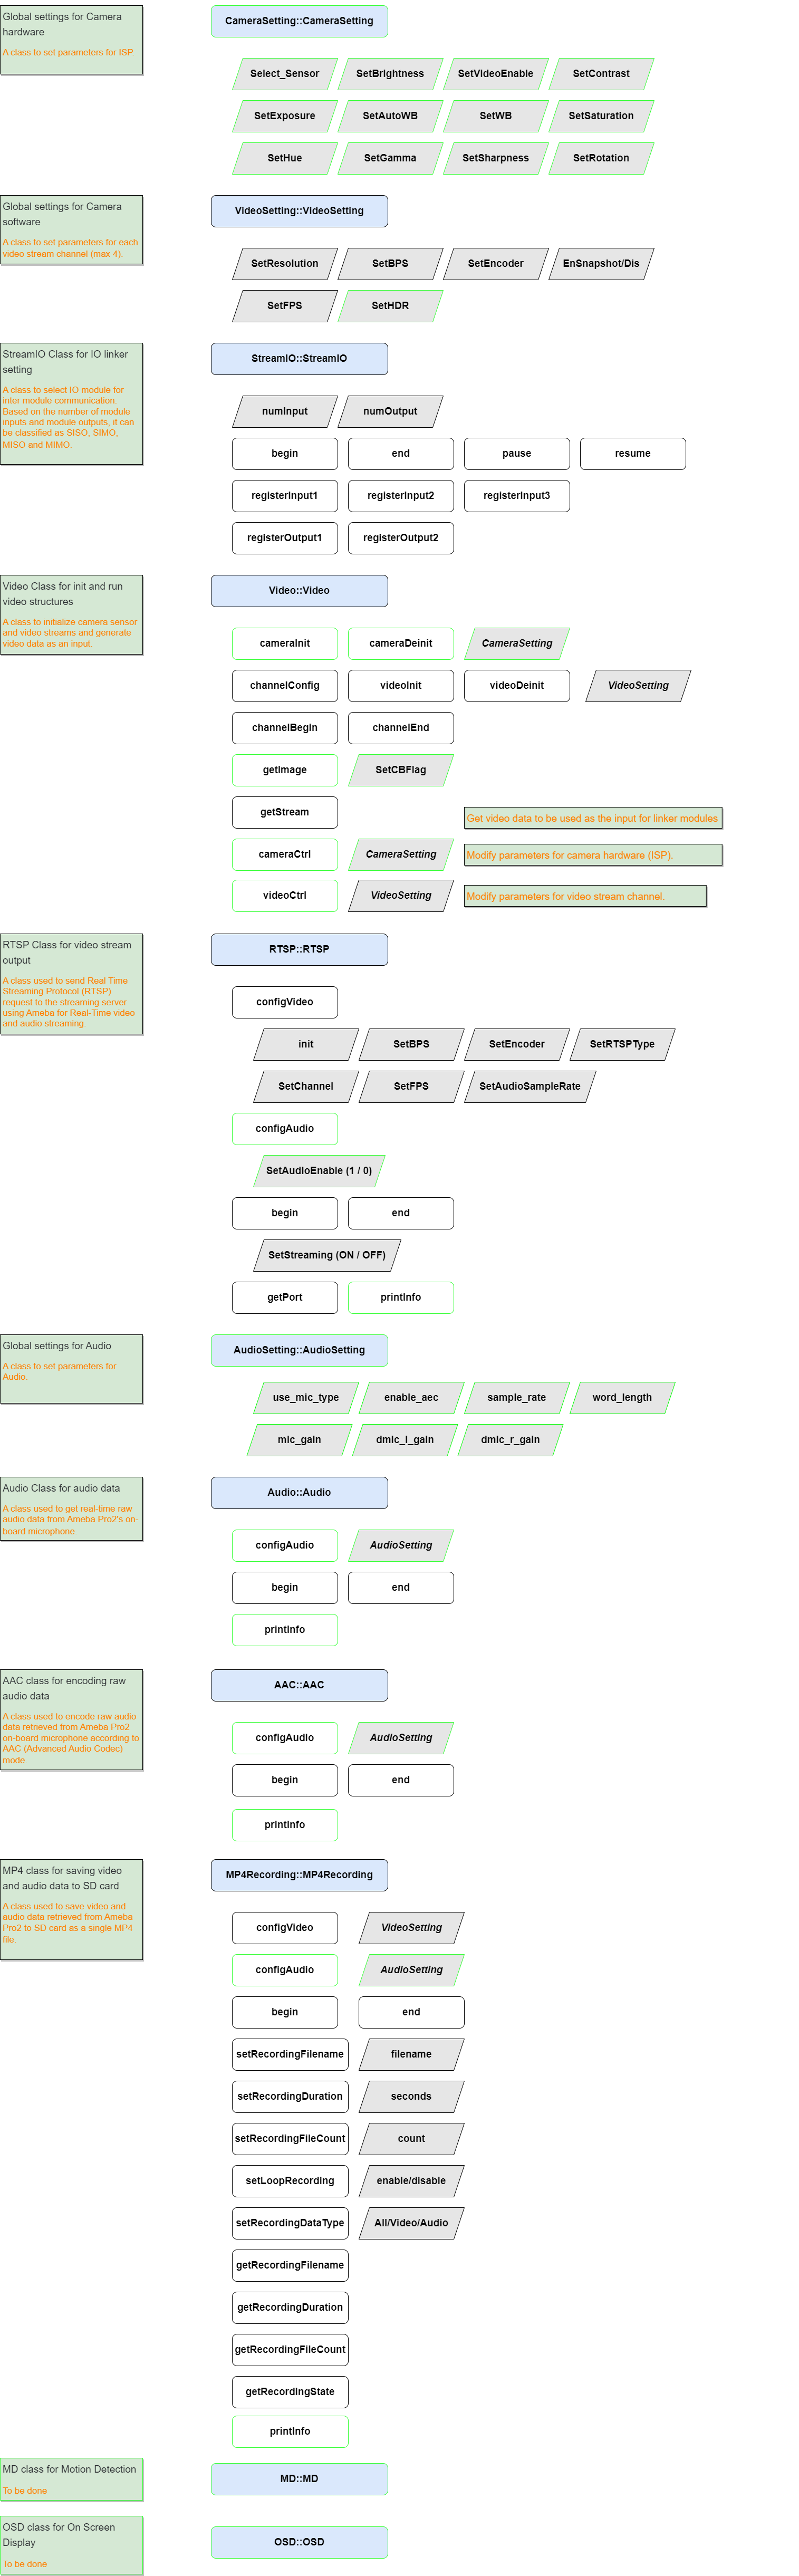 Global settings for Camera
hardware
A class to set parameters for ISP.
CameraSetting::CameraSetting
Select_Sensor
SetBrightness
SetVideoEnable
SetContrast
SetExposure
SetAutoWB
SetWB
SetSaturation
SetHue
SetGamma
SetSharpness
SetRotation
Global settings for Camera
software
A class to set parameters for each
video stream channel (max 4).
VideoSetting::VideoSetting
SetResolution
SetBPS
SetEncoder
EnSnapshot/Dis
SetFPS
SetHDR
StreamIO Class for IO linker
setting
A class to select IO module for
inter module communication.
Based on the number of module
inputs and module outputs, it can
be classified as SISO, SIMO,
MISO and MIMO.
StreamIO::StreamIO
numInput
numOutput
begin
end
pause
resume
registerInput1
registerInput2
registerInput3
registerOutput1
registerOutput2
Video Class for init and run
video structures
A class to initialize camera sensor
and video streams and generate
video data as an input.
Video::Video
cameraInit
cameraDeinit
CameraSetting
channelConfig
videoInit
videoDeinit
VideoSetting
channelBegin
channelEnd
getImage
SetCBFlag
getStream
Get video data to be used as the input for linker modules
cameraCtrl
CameraSetting
Modify parameters for camera hardware (ISP).
videoCtrl
VideoSetting
Modify parameters for video stream channel.
RTSP Class for video stream
output
A class used to send Real Time
Streaming Protocol (RTSP)
request to the streaming server
using Ameba for Real-Time video
and audio streaming.
RTSP::RTSP
configVideo
init
SetBPS
SetEncoder
SetRTSPType
SetChannel
SetFPS
SetAudioSampleRate
configAudio
SetAudioEnable (1 / 0)
begin
end
SetStreaming (ON / OFF)
getPort
printInfo
Global settings for Audio
A class to set parameters for
Audio.
AudioSetting::AudioSetting
use_mic_type
enable_aec
sample_rate
word_length
mic_gain
dmic_l_gain
dmic_r_gain
Audio Class for audio data
A class used to get real-time raw
audio data from Ameba Pro2's on-
board microphone.
Audio::Audio
configAudio
AudioSetting
begin
end
printInfo
AAC class for encoding raw
audio data
A class used to encode raw audio
data retrieved from Ameba Pro2
on-board microphone according to
AAC (Advanced Audio Codec)
mode.
AAC::AAC
configAudio
AudioSetting
begin
end
printInfo
MP4 class for saving video
and audio data to SD card
A class used to save video and
audio data retrieved from Ameba
Pro2 to SD card as a single MP4
file.
MP4Recording::MP4Recording
configVideo
VideoSetting
configAudio
AudioSetting
begin
end
setRecordingFilename
filename
setRecordingDuration
seconds
setRecordingFileCount
count
setLoopRecording
enable/disable
setRecordingDataType
All/Video/Audio
getRecordingFilename
getRecordingDuration
getRecordingFileCount
getRecordingState
printInfo
MD class for Motion Detection
To be done
MD::MD
OSD class for On Screen
Display
To be done
OSD::OSD